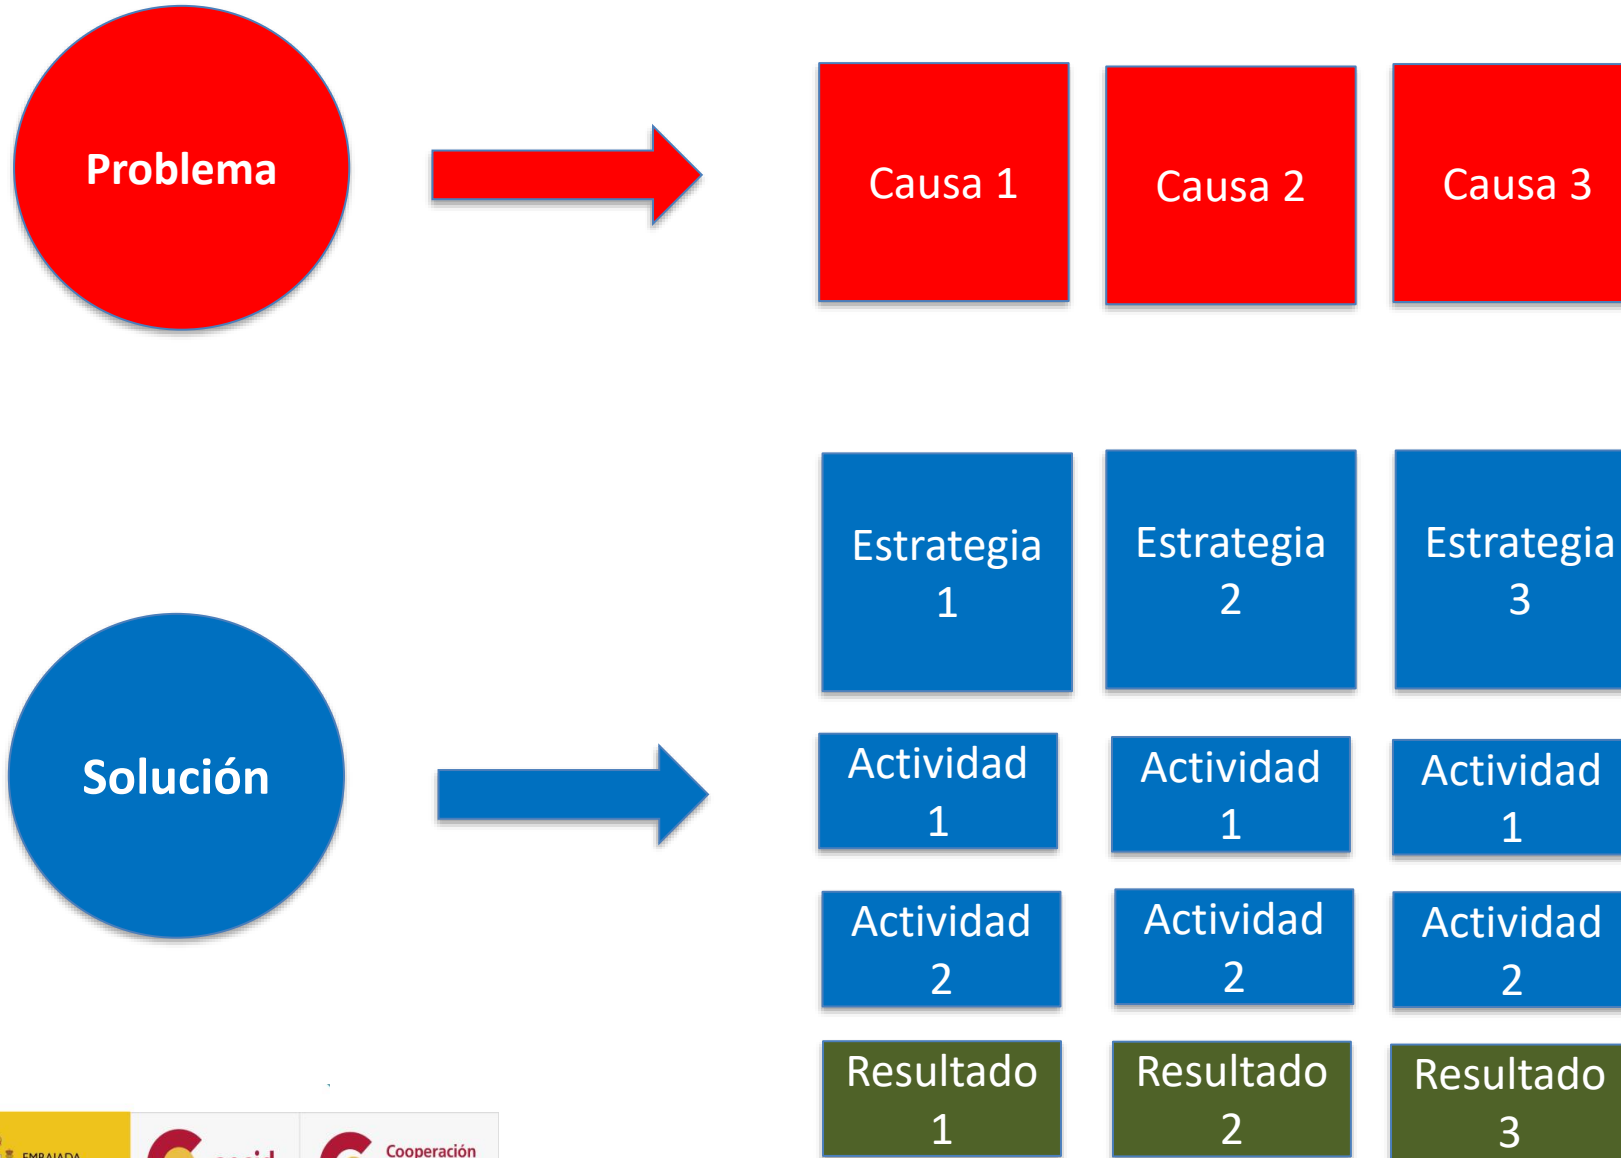 Problema
Causa 1
Causa 2
Causa 3
Solución
Estrategia
1
Estrategia
2
Estrategia
3
Actividad
1
Actividad
1
Actividad
1
Actividad
2
Actividad
2
Actividad
2
Resultado
1
Resultado
2
Resultado
3
EMBAJADA
Cooperación